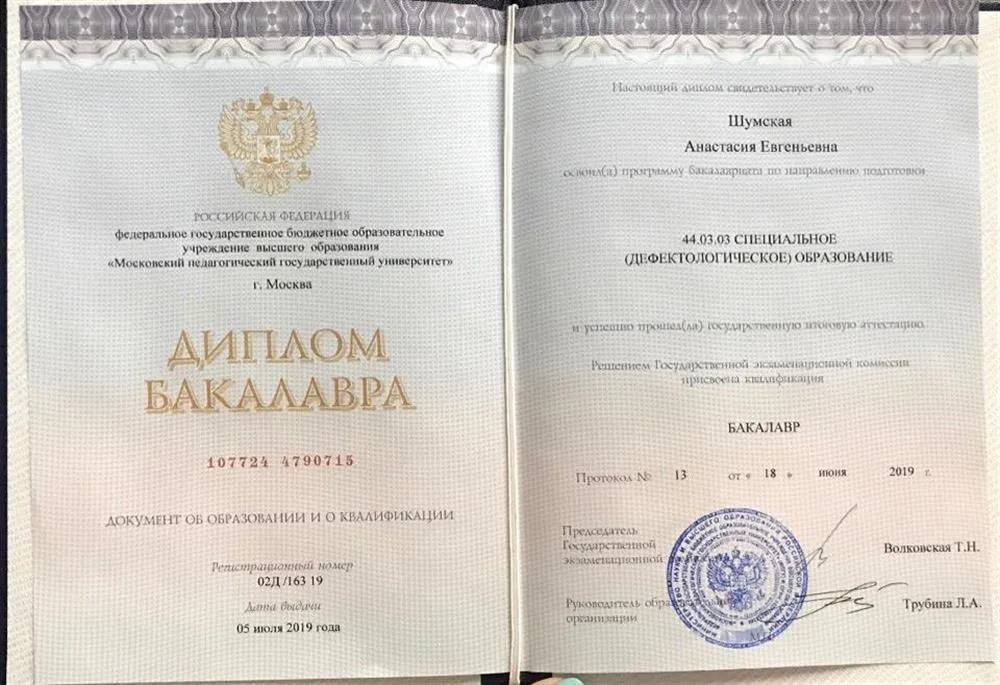 РОССИЙСКАЯ ФЕДЕРАЦИЯ
федеральное государственное бюджетное образовательное
учреждение высшего образования
«Московский педагогический государственный университет»
г. Москва
ДИПЛОМ
БАКАЛАВРА
107724 4790715
ДОКУМЕНТ ОБ ОБРАЗОВАНИИ И О КВАЛИФИКАЦИИ
Регистрационный номер
02Д /163 19
Дата выдачи
05 июля 2019 года
Настоящий диплом свидетельствует о том, что
Шумская
Анастасия Евгеньевна
освоил(а) программу бакалавриата по направлению подготовки
44.03.03 СПЕЦИАЛЬНОЕ
(ДЕФЕКТОЛОГИЧЕСКОЕ) ОБРАЗОВАНИЕ
и успешно прошел(ла) государственную итоговую аттестацию
Решением Государственной экзаменационной комиссии
присвоена квалификация
БАКАЛАВР
Протокол № 13 от « 18 » июня 2019 г.
Председатель
Государственной
экзаменационной
Волковская Т.Н.
Руководитель
организации
Трубина Л.А.